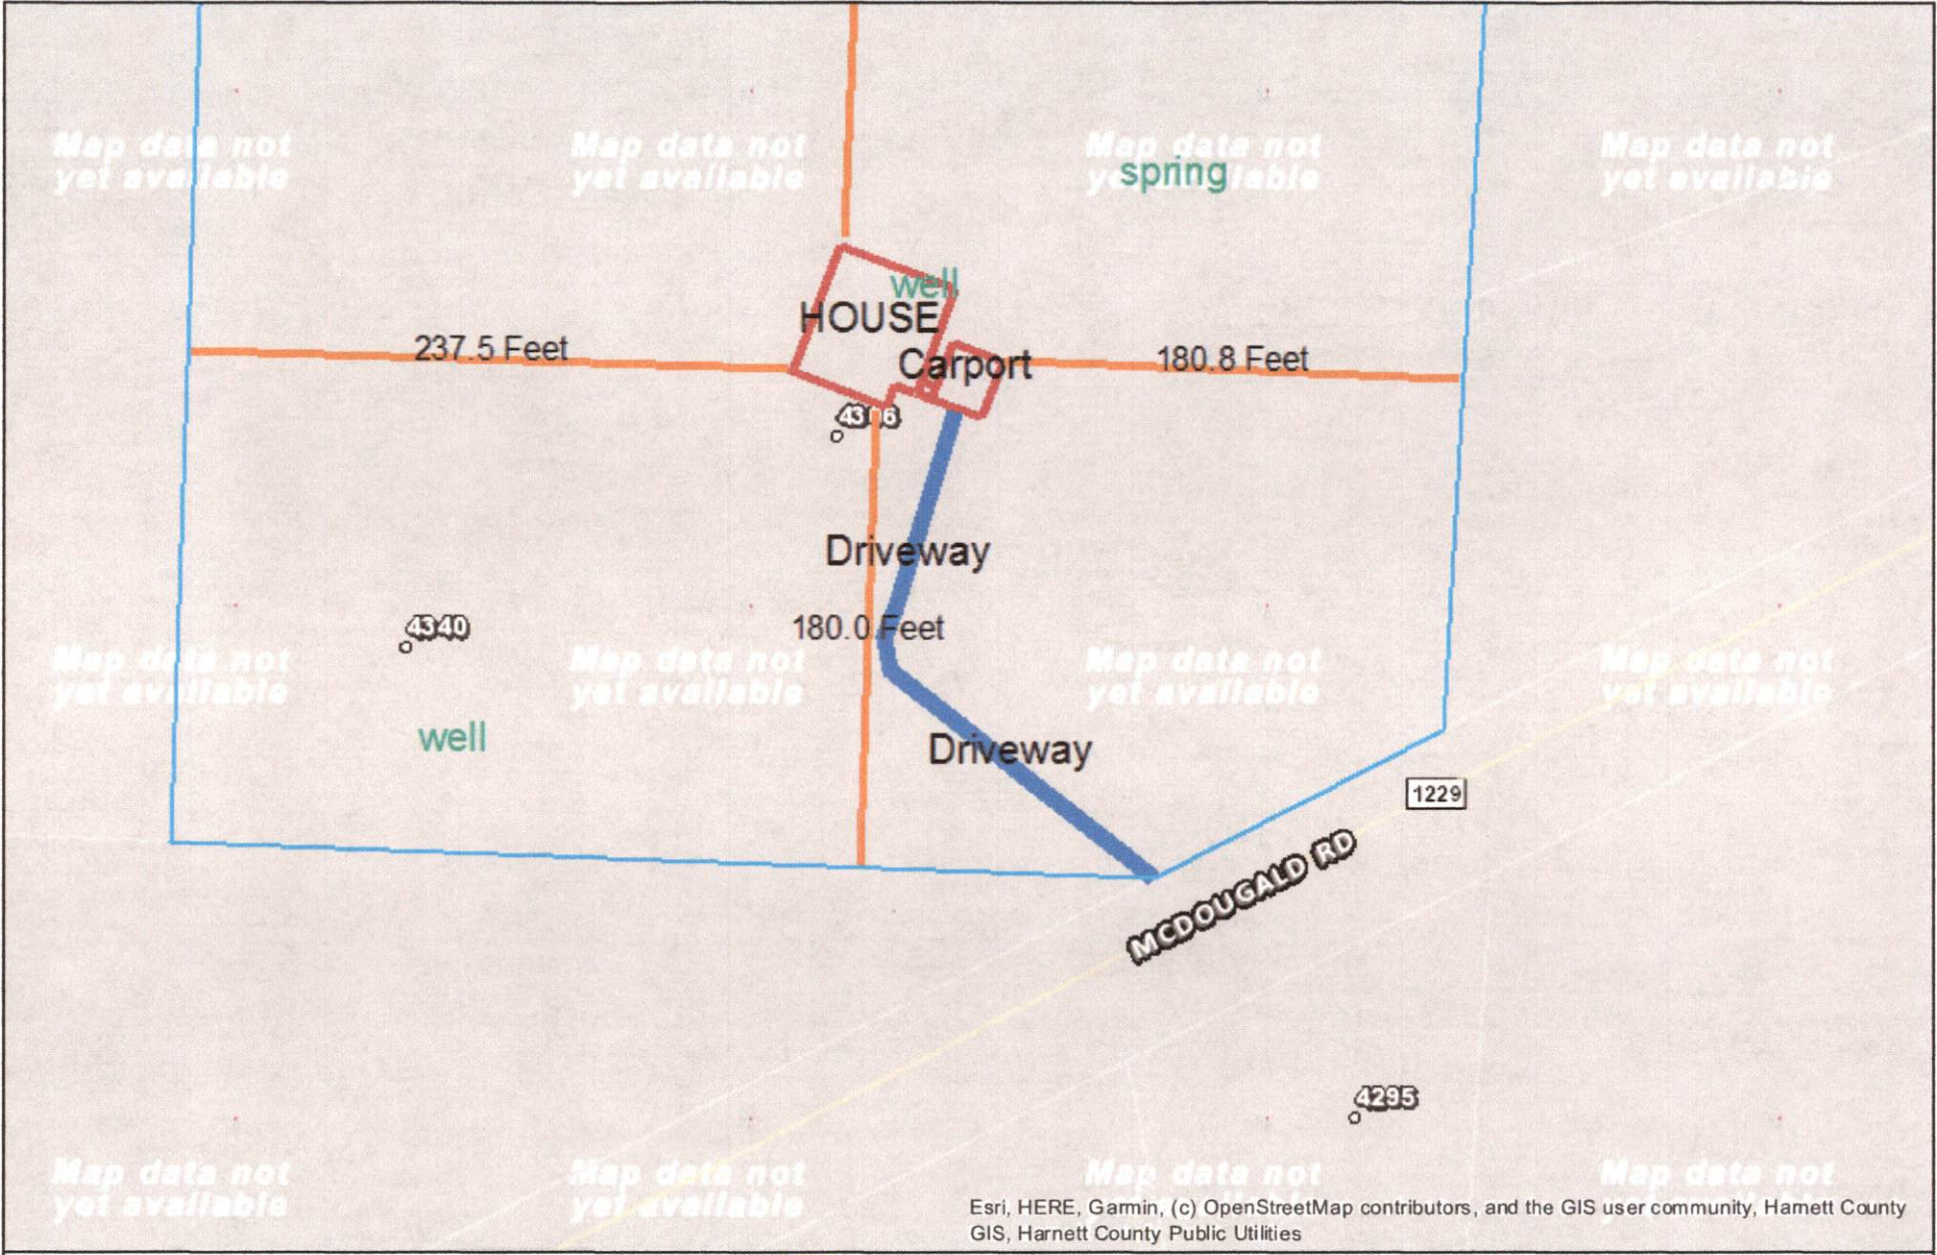 Map data not
yet available
Map data not
yet available
Map data not
yet available
Map data not
yet available
spring
well
HOUSE
237.5 Feet
Carport
180.8 Feet
Driveway
4340
180.0 Feet
Map data not
yet available
Map data not
yet available
Map data not
yet available
Map data not
yet available
well
Driveway
1229
MCDOUGALD RD
4295
Map data not
yet available
Map data not
yet available
Map data not
Map data not
Esri, HERE, Garmin, (c) OpenStreetMap contributors, and the GIS user community, Harnett County
GIS, Harnett County Public Utilities